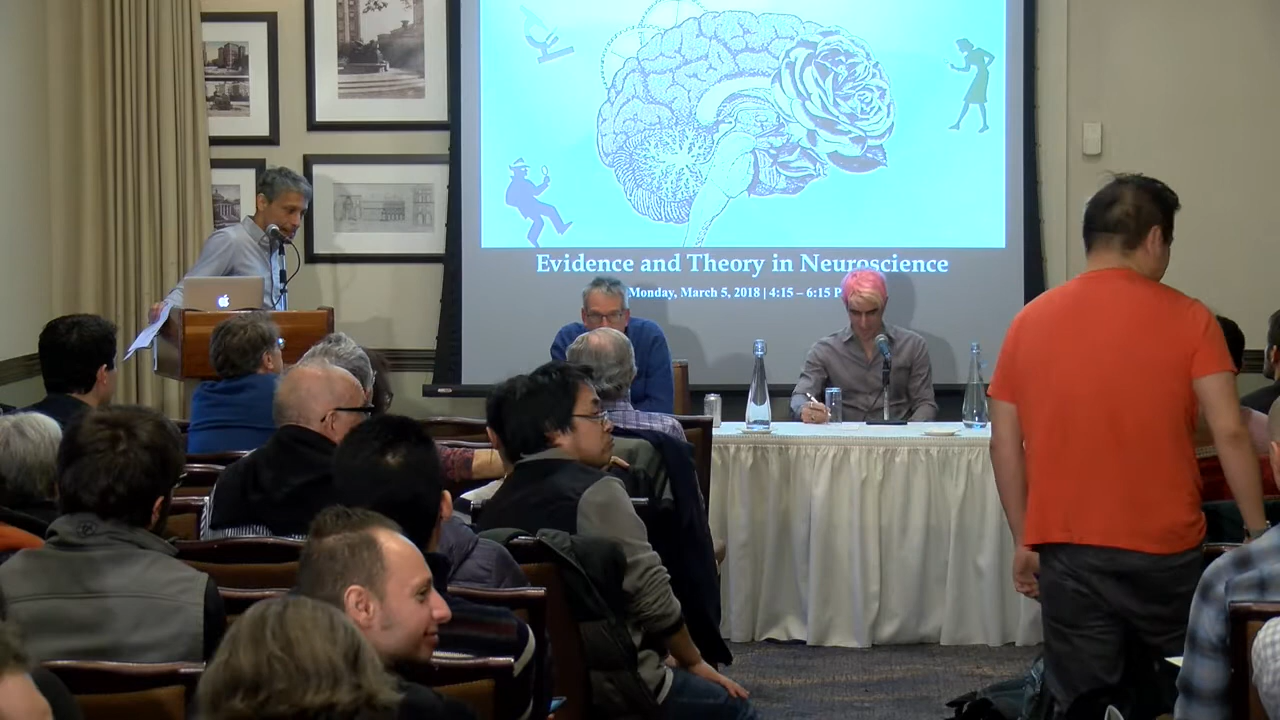 Evidence and Theory in Neuroscience
Monday, March 5, 2018 | 4:15 – 6:15 P